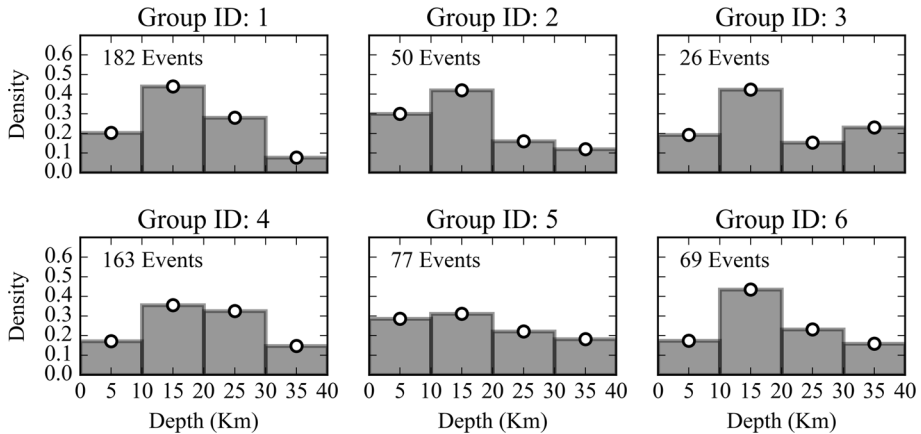 Group ID: 1 Group ID: 2 Group ID: 3
Density
0.6
0.5
0.4
0.3
0.2
0.1
0.0
182 Events
50 Events
26 Events
Group ID: 4 Group ID: 5 Group ID: 6
Density
0.6
0.5
0.4
0.3
0.2
0.1
0.0
163 Events
77 Events
69 Events
0 5 10 15 20 25 30 35 40
0 5 10 15 20 25 30 35 40
0 5 10 15 20 25 30 35 40
Depth (Km) Depth (Km) Depth (Km)